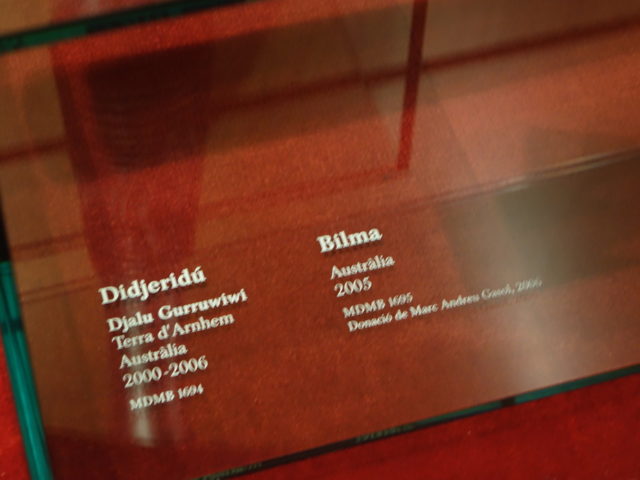 Didjeridú
Djalu Gurruwiwi
Terra d'Arnhem
Austràlia
2000-2006
MDMB 1694
Bilma
Austràlia
2005
MDMB 1695
Donació de Marc Andreu Gasol, 2006